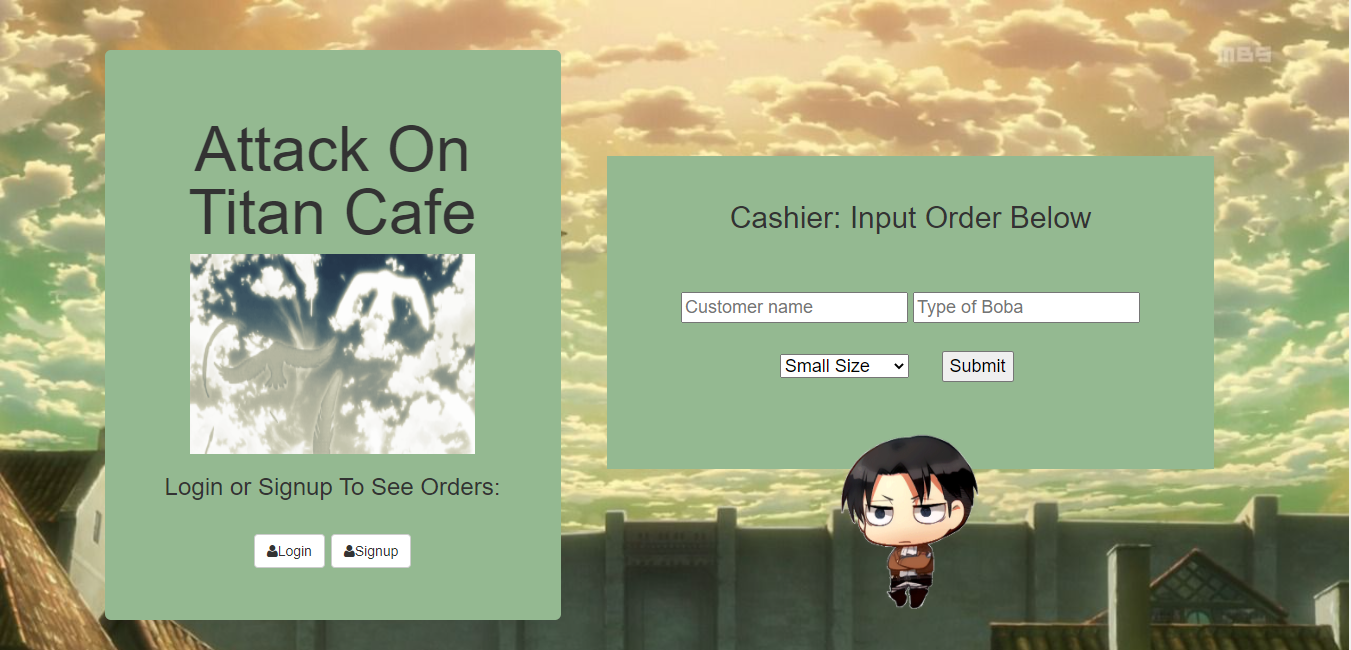 Attack On
Titan Cafe
Login or Signup To See Orders:
Login Signup
MBS
Cashier: Input Order Below
Customer name Type of Boba
Small Size Submit